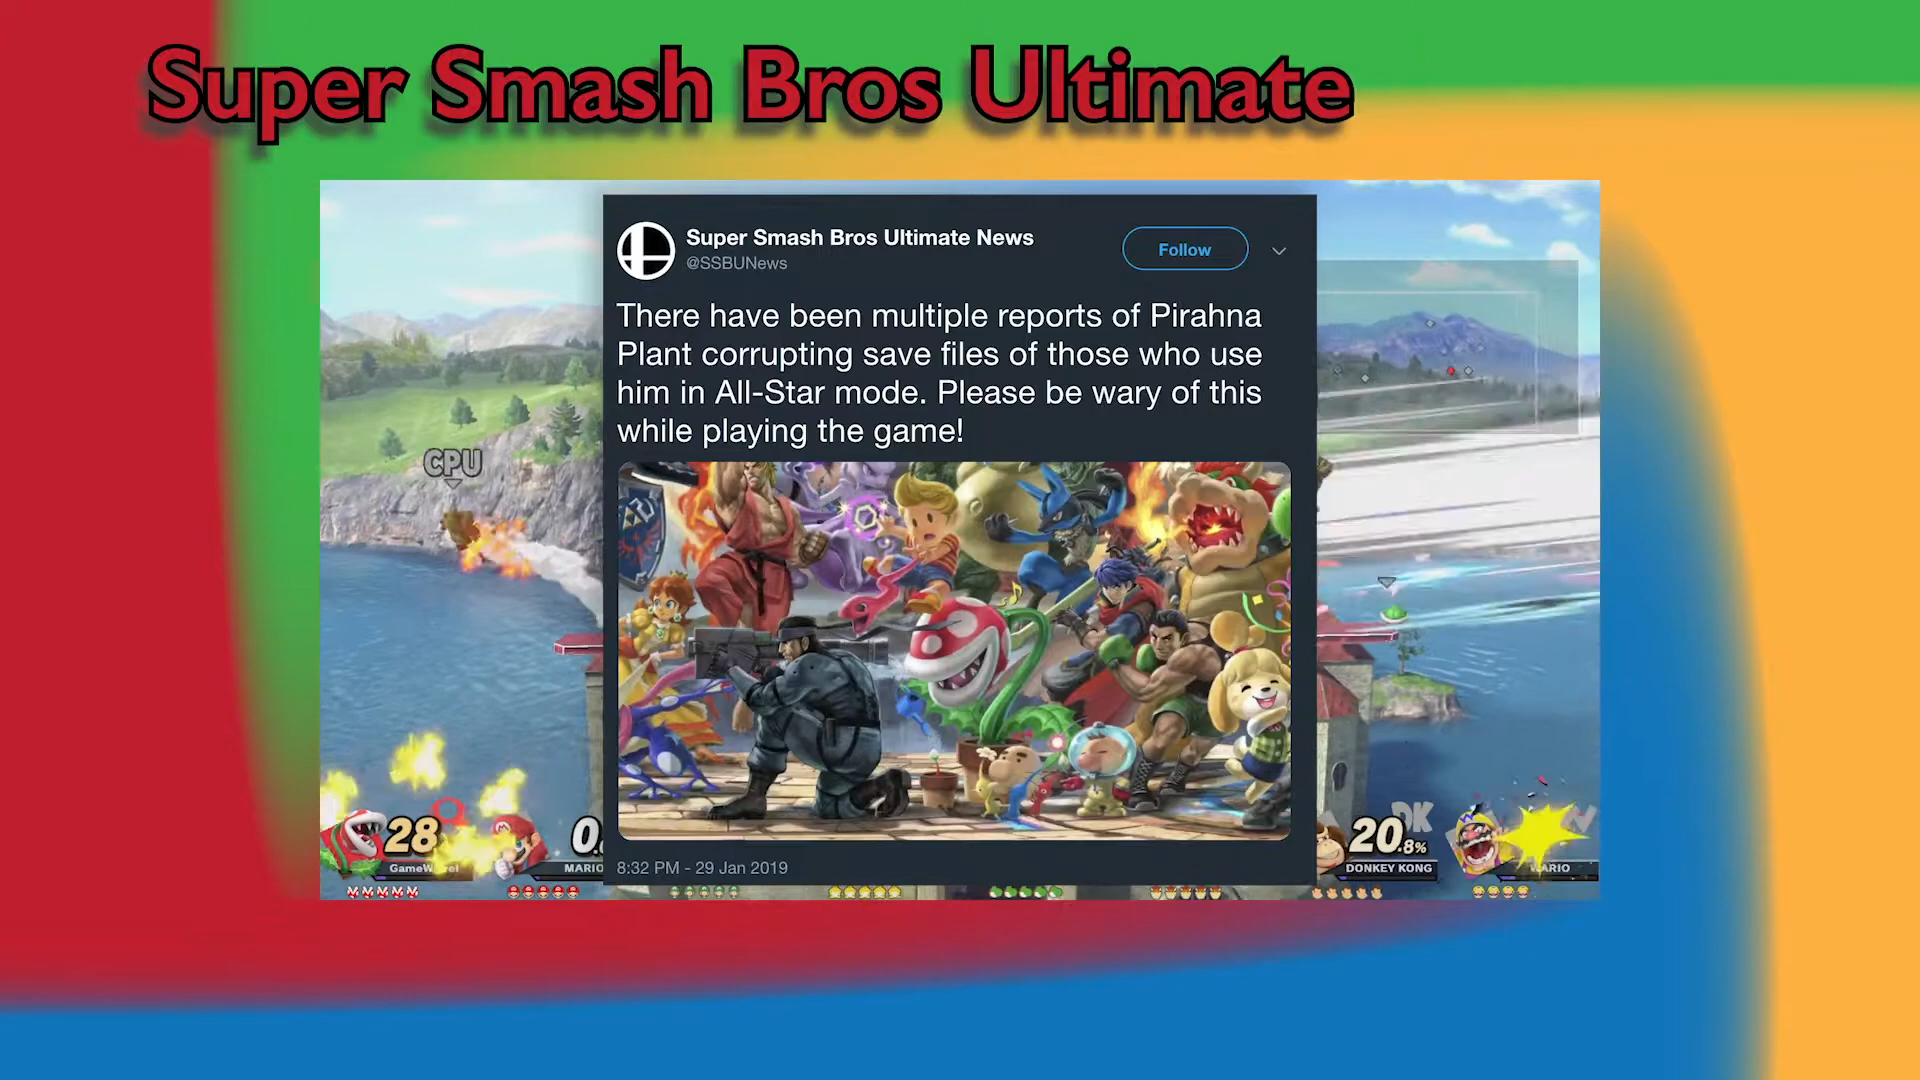 Super Smash Bros Ultimate
Super Smash Bros Ultimate News
@SSBUNews
Follow
There have been multiple reports of Pirahna
Plant corrupting save files of those who use
him in All-Star mode. Please be wary of this
while playing the game!
8:32 PM - 29 Jan 2019
CPU
28
0.
MARIO
DK
20.8%
DONKEY KONG